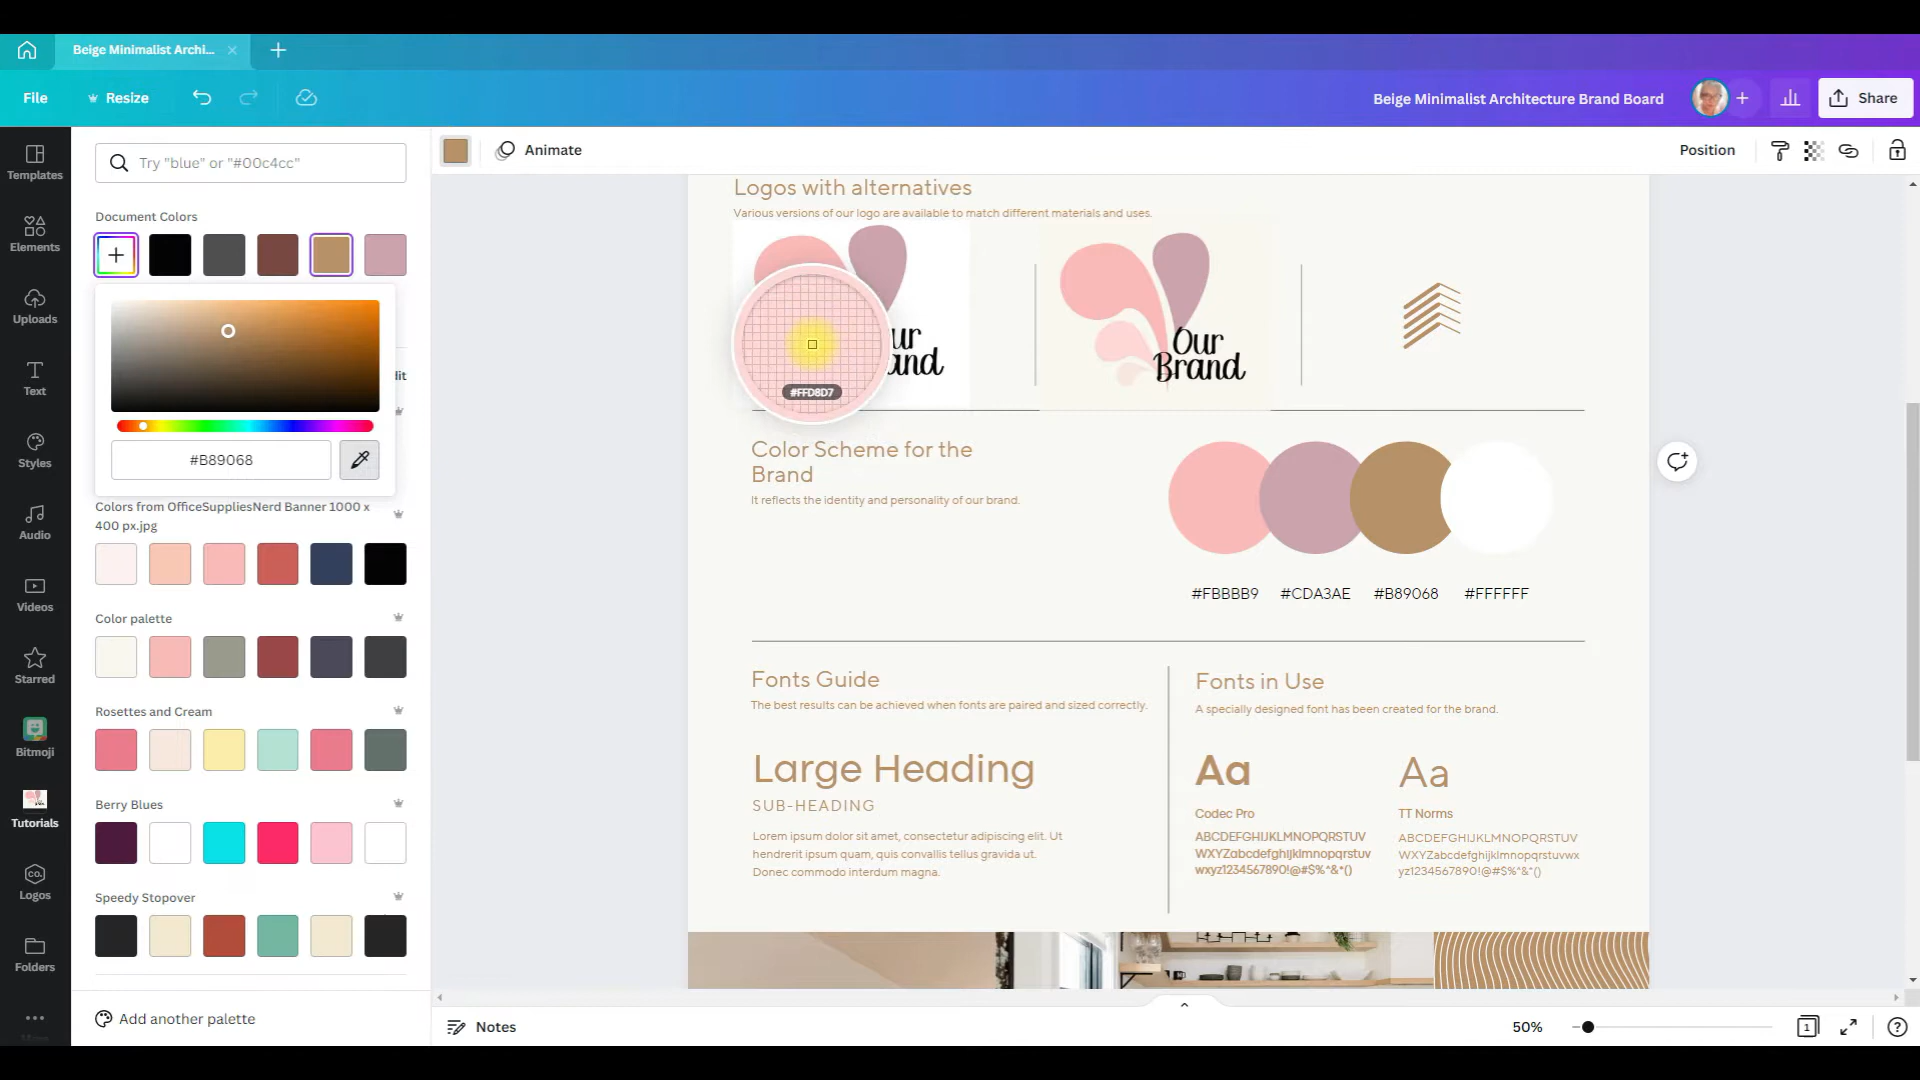 Beige Minimalist Archi...
File
Resize
Beige Minimalist Architecture Brand Board
Share
Templates
Elements
Uploads
Text
Styles
Audio
Videos
Starred
Bitmoji
Tutorials
CO.
Logos
Folders
Try "blue" or "#00c4cc"
Document Colors
dit
#B89068
Colors from OfficeSuppliesNerd Banner 1000 x
400 px.jpg
Color palette
Rosettes and Cream
Berry Blues
Speedy Stopover
Add another palette
Animate
Position
Logos with alternatives
Various versions of our logo are available to match different materials and uses.
ur
and
#FFD8D7
Our
Brand
Color Scheme for the
Brand
It reflects the identity and personality of our brand.
#FBBBB9
#CDA3AE
#B89068
#FFFFFF
Fonts Guide
The best results can be achieved when fonts are paired and sized correctly.
Large Heading
SUB-HEADING
Lorem ipsum dolor sit amet, consectetur adipiscing elit. Ut
hendrerit ipsum quam, quis convallis tellus gravida ut.
Donec commodo interdum magna.
Fonts in Use
A specially designed font has been created for the brand.
Aa
Codec Pro
ABCDEFGHIJKLMNOPQRSTUV
WXYZabcdefghijklmnopqrstuv
wxyz1234567890!@#$%^&*()
Aa
TT Norms
ABCDEFGHIJKLMNOPQRSTUV
WXYZabcdefghijklmnopqrstuvwx
yz1234567890!@#$%^&*()
Notes
50%
1